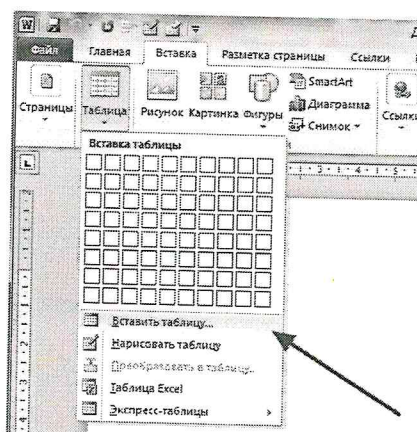 Файл Главная Вставка Разметка страницы Ссылки
Страницы Таблица Рисунок Картинка Фигуры SmartArt Диаграмма Снимок Ссылки
Вставка таблицы
Вставить таблицу...
Нарисовать таблицу
Преобразовать в таблицу...
Таблица Excel
Экспресс-таблицы